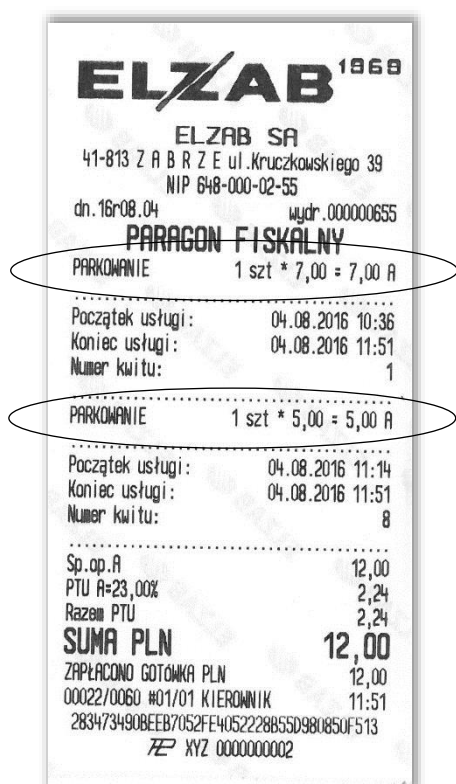 ELZAB 1969
ELZAB SA
41-813 Z A B R Z E ul.Kruczkowskiego 39
NIP 648-000-02-55
dn.16r08.04 wydr.000000655
PARAGON FISKALNY
PARKOWANIE 1 szt * 7,00 = 7,00 A
Początek usługi: 04.08.2016 10:36
Koniec usługi: 04.08.2016 11:51
Numer kwitu: 1
PARKOWANIE 1 szt * 5,00 = 5,00 A
Początek usługi: 04.08.2016 11:14
Koniec usługi: 04.08.2016 11:51
Numer kwitu: 8
Sp.op.A 12,00
PTU A=23,00% 2,24
Razem PTU 2,24
SUMA PLN 12,00
ZAPŁACONO GOTÓWKA PLN 12,00
00022/0060 #01/01 KIEROWNIK 11:51
283473490BEEB7052FE4052228B55D980850F513
XYZ 0000000002